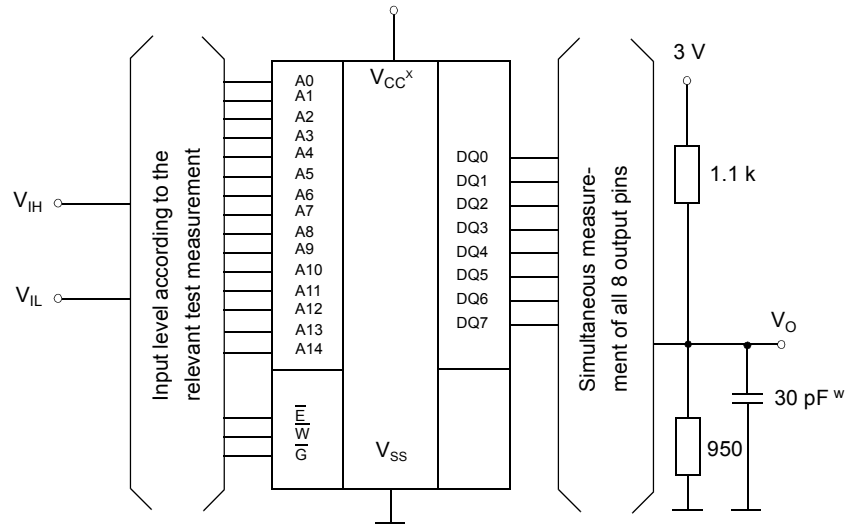 V_IH
V_IL
Input level according to the
relevant test measurement
A0
A1
A2
A3
A4
A5
A6
A7
A8
A9
A10
A11
A12
A13
A14
E̅
W̅
G̅
V_CC^x
V_SS
DQ0
DQ1
DQ2
DQ3
DQ4
DQ5
DQ6
DQ7
Simultaneous measure-
ment of all 8 output pins
3 V
1.1 k
V_O
30 pF ^w
950